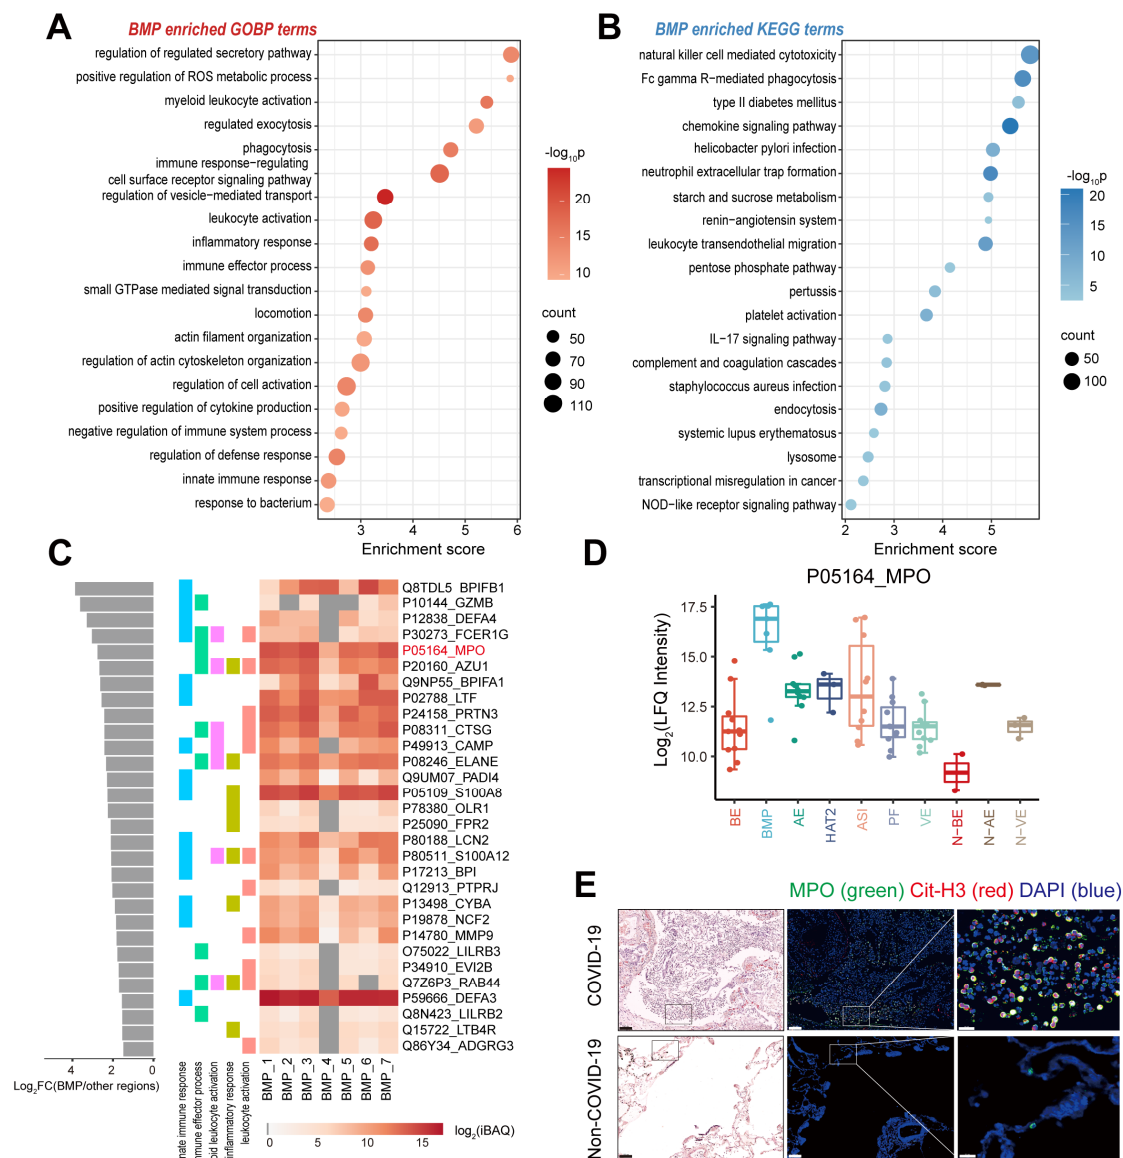 A
BMP enriched GOBP terms
regulation of regulated secretory pathway
positive regulation of ROS metabolic process
myeloid leukocyte activation
regulated exocytosis
phagocytosis
immune response-regulating
cell surface receptor signaling pathway
regulation of vesicle-mediated transport
leukocyte activation
inflammatory response
immune effector process
small GTPase mediated signal transduction
locomotion
actin filament organization
regulation of actin cytoskeleton organization
regulation of cell activation
positive regulation of cytokine production
negative regulation of immune system process
regulation of defense response
innate immune response
response to bacterium
3 4 5 6
Enrichment score
-log10p
20
15
10
count
50
70
90
110
B
BMP enriched KEGG terms
natural killer cell mediated cytotoxicity
Fc gamma R−mediated phagocytosis
type II diabetes mellitus
chemokine signaling pathway
helicobacter pylori infection
neutrophil extracellular trap formation
starch and sucrose metabolism
renin−angiotensin system
leukocyte transendothelial migration
pentose phosphate pathway
pertussis
platelet activation
IL−17 signaling pathway
complement and coagulation cascades
staphylococcus aureus infection
endocytosis
systemic lupus erythematosus
lysosome
transcriptional misregulation in cancer
NOD−like receptor signaling pathway
2 3 4 5
Enrichment score
-log10p
20
15
10
5
count
50
100
C
Q8TDL5_BPIFB1
P10144_GZMB
P12838_DEFA4
P30273_FCER1G
P05164_MPO
P20160_AZU1
Q9NP55_BPIFA1
P02788_LTF
P24158_PRTN3
P08311_CTSG
P49913_CAMP
P08246_ELANE
Q9UM07_PADI4
P05109_S100A8
P78380_OLR1
P25090_FPR2
P80188_LCN2
P80511_S100A12
P17213_BPI
Q12913_PTPRJ
P13498_CYBA
P19878_NCF2
P14780_MMP9
O75022_LILRB3
P34910_EVI2B
Q7Z6P3_RAB44
P59666_DEFA3
Q8N423_LILRB2
Q15722_LTB4R
Q86Y34_ADGRG3
4 2 0
Log2FC(BMP/other regions)
nate immune response
mmune effector process
oid leukocyte activation
inflammatory response
leukocyte activation
BMP_1
BMP_2
BMP_3
BMP_4
BMP_5
BMP_6
BMP_7
0 5 10 15
log2(iBAQ)
D
P05164_MPO
Log2(LFQ Intensity)
17.5
15.0
12.5
10.0
BE
BMP
AE
HAT2
ASI
PF
VE
N−BE
N−AE
N−VE
E
MPO (green) Cit-H3 (red) DAPI (blue)
COVID-19
Non-COVID-19